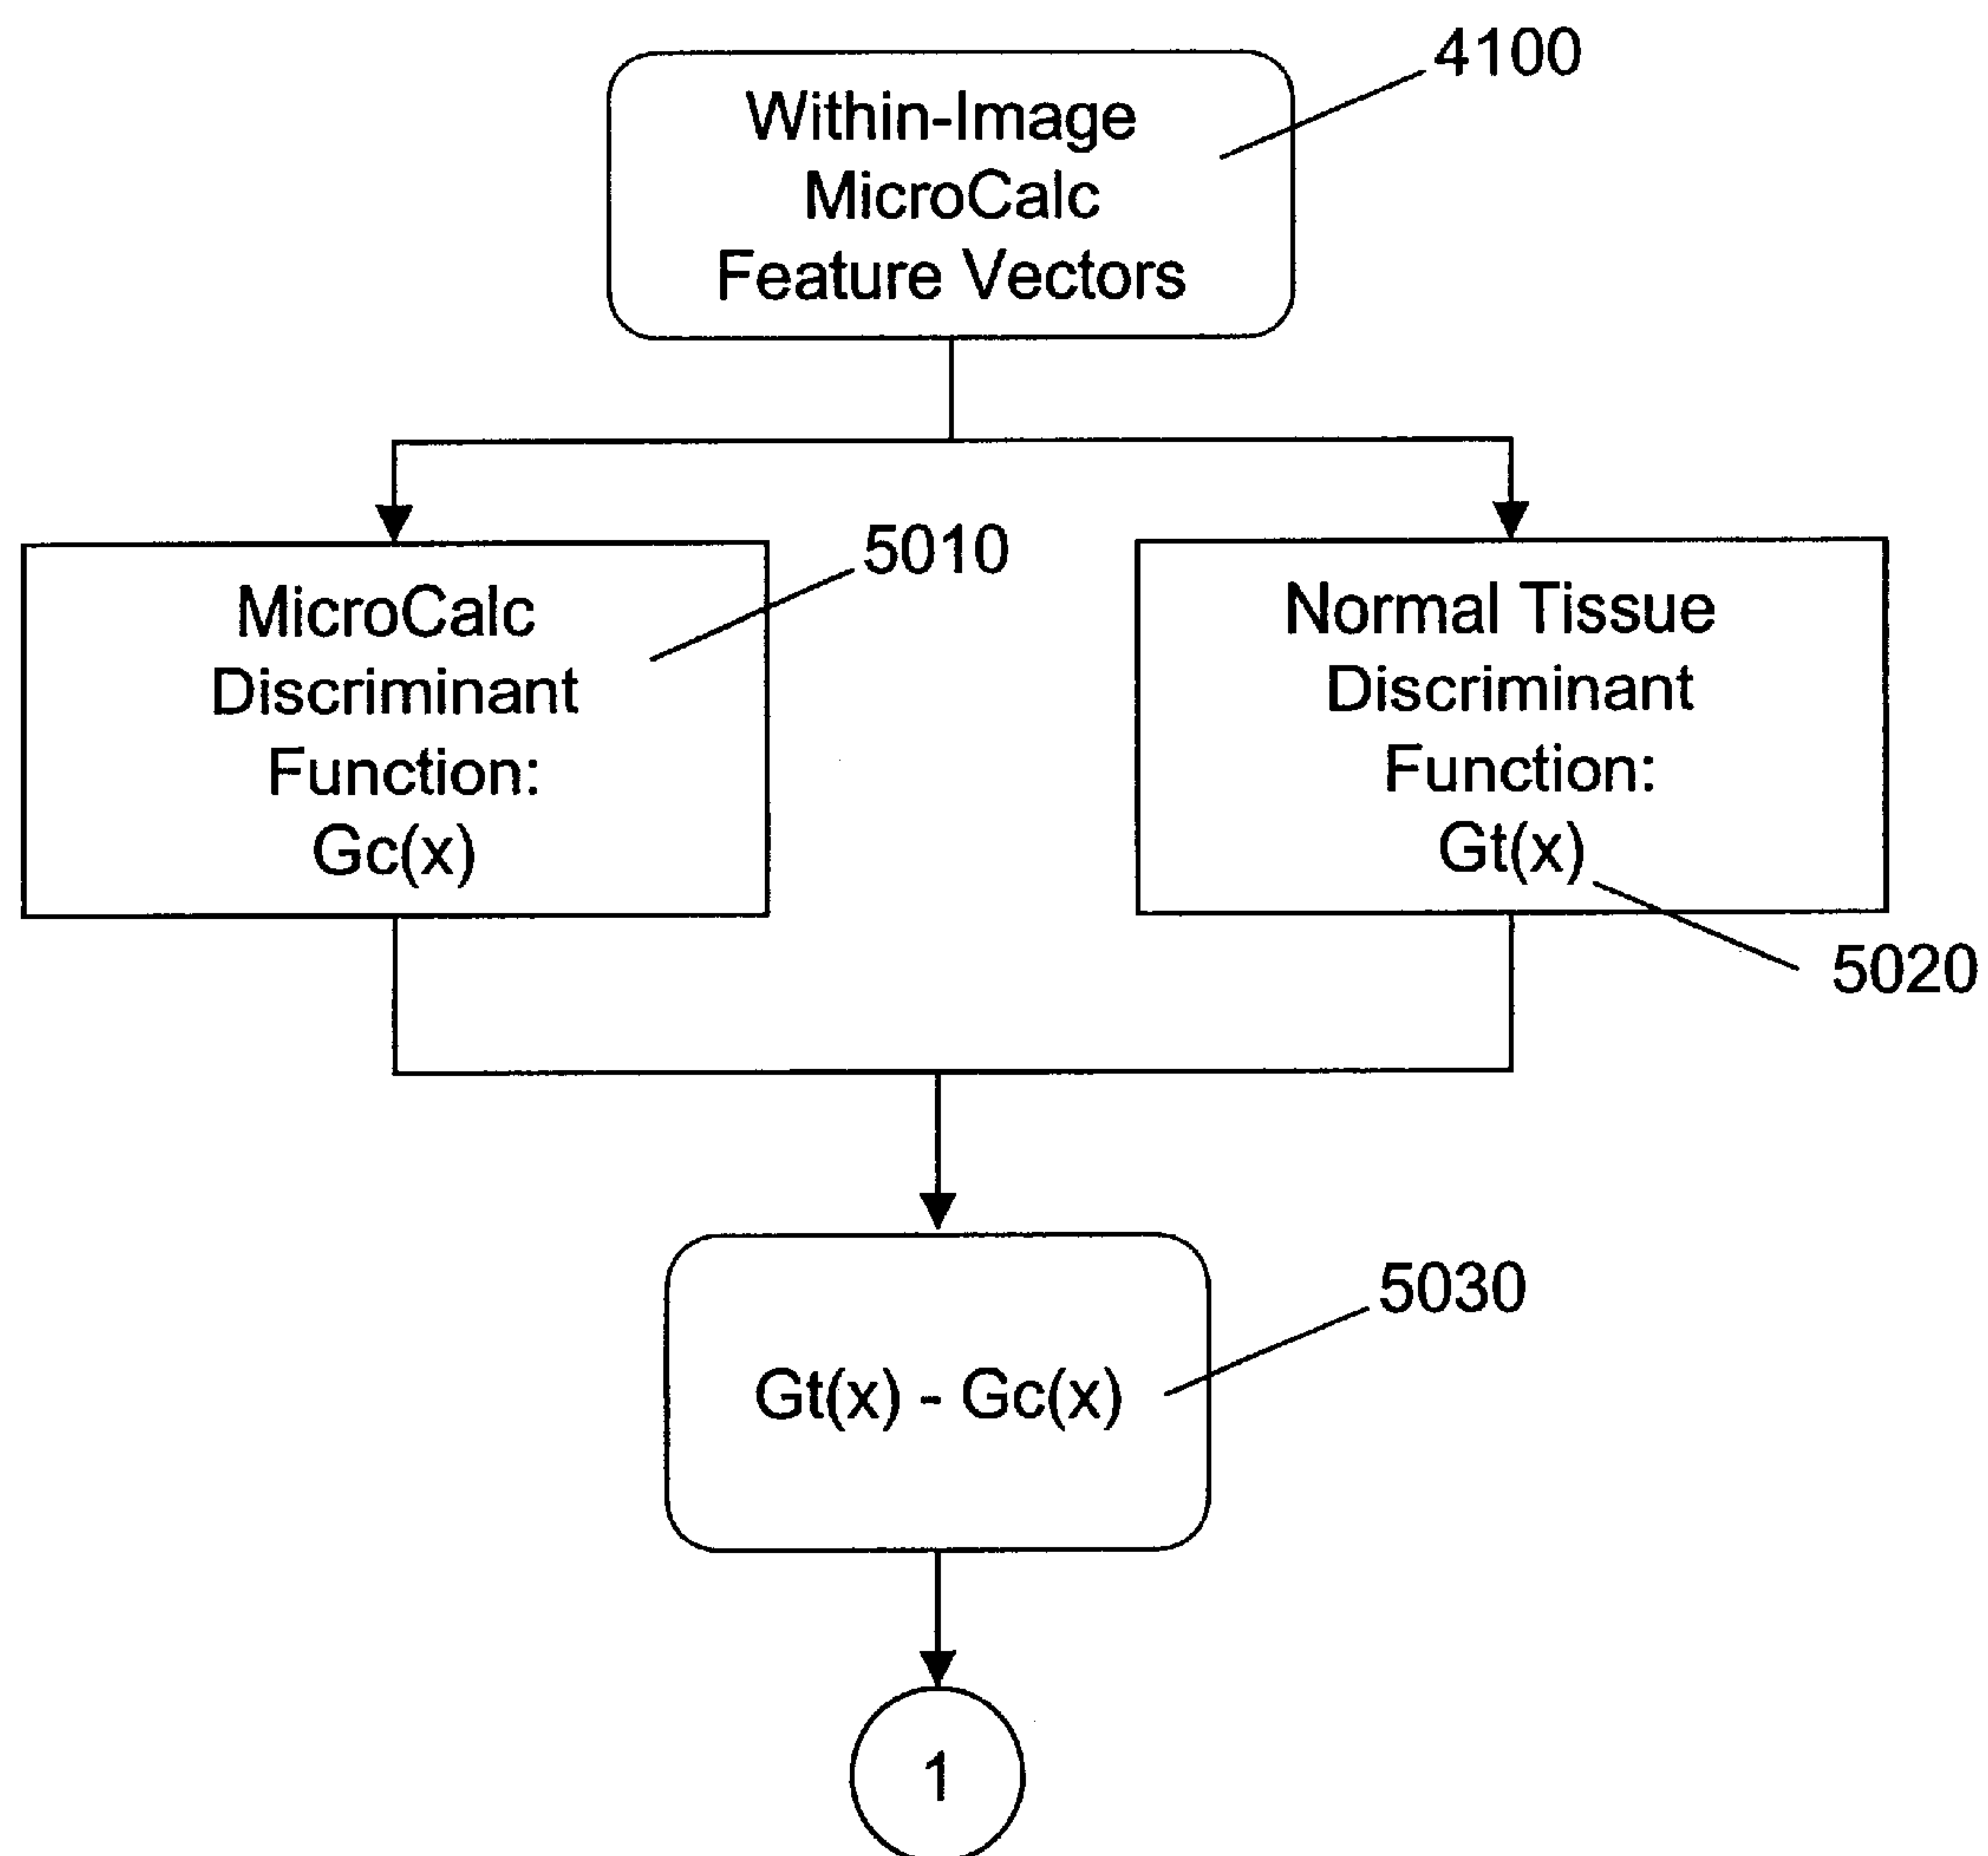 4100
Within-Image
MicroCalc
Feature Vectors
5010
MicroCalc
Discriminant
Function:
Gc(x)
Normal Tissue
Discriminant
Function:
Gt(x)
5020
5030
Gt(x) - Gc(x)
1